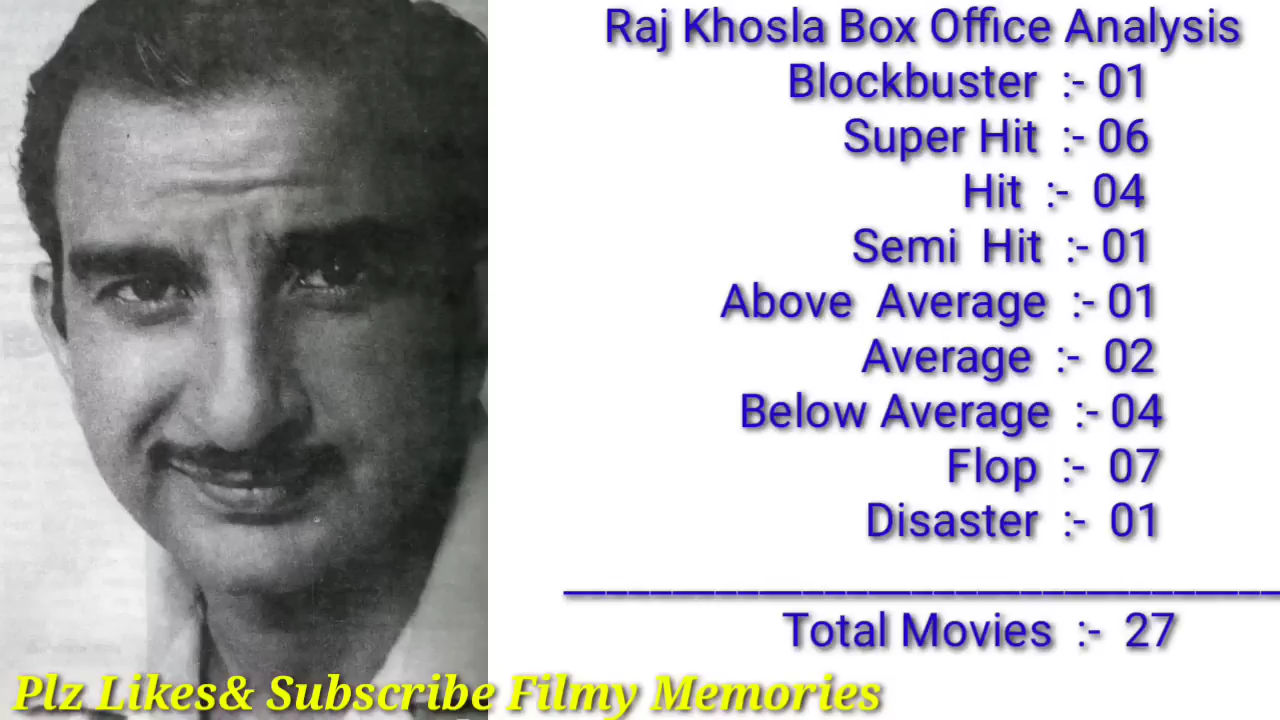 Raj Khosla Box Office Analysis
Blockbuster :- 01
Super Hit :- 06
Hit :- 04
Semi Hit :- 01
Above Average :- 01
Average :- 02
Below Average :- 04
Flop :- 07
Disaster :- 01
Total Movies :- 27
Plz Likes& Subscribe Filmy Memories